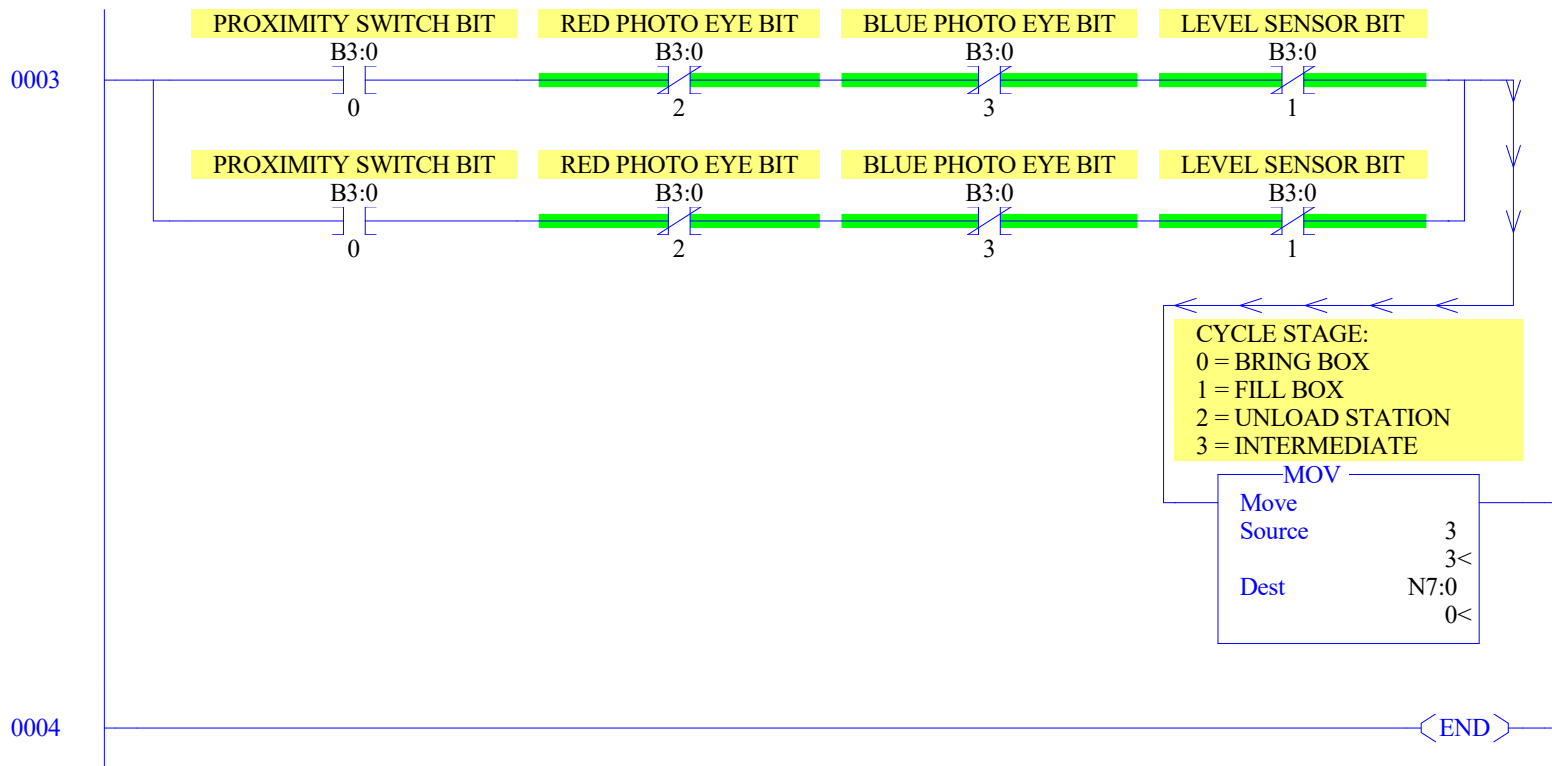 PROXIMITY SWITCH BIT RED PHOTO EYE BIT BLUE PHOTO EYE BIT LEVEL SENSOR BIT
B3:0 B3:0 B3:0 B3:0
0003
0 2 3 1
PROXIMITY SWITCH BIT RED PHOTO EYE BIT BLUE PHOTO EYE BIT LEVEL SENSOR BIT
B3:0 B3:0 B3:0 B3:0
0 2 3 1
CYCLE STAGE:
0 = BRING BOX
1 = FILL BOX
2 = UNLOAD STATION
3 = INTERMEDIATE
MOV
Move
Source 3
3<
Dest N7:0
0<
0004 END